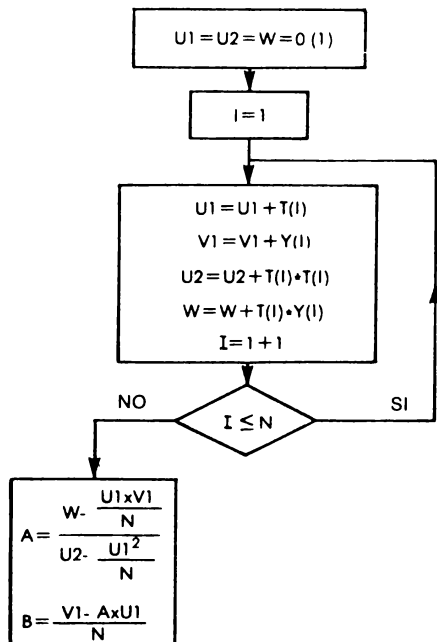 U1=U2=W=0 (1)
I=1
U1=U1+T(I)
V1=V1+Y(I)
U2=U2+T(I)*T(I)
W=W+T(I)*Y(I)
I=1+1
NO
I ≤ N
SI
A= W- U1xV1 / N
U2- U1² / N
B= V1- AxU1 / N